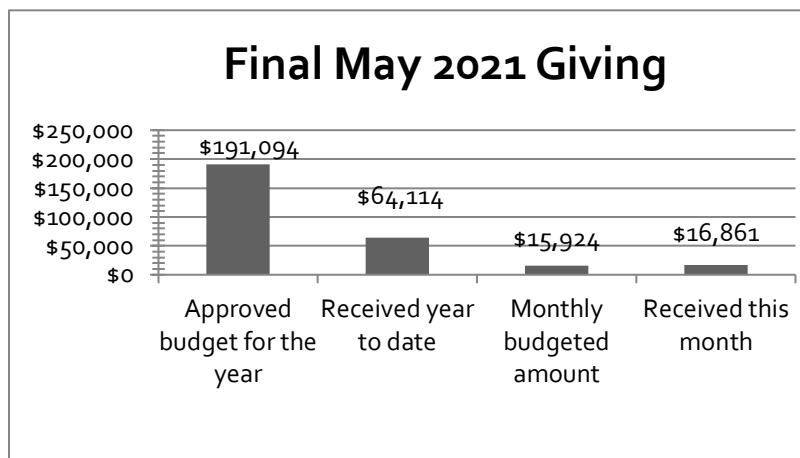 Final May 2021 Giving
$250,000
$200,000
$150,000
$100,000
$50,000
$0
$191,094
$64,114
$15,924
$16,861
Approved
budget for the
year
Received year
to date
Monthly
budgeted
amount
Received this
month